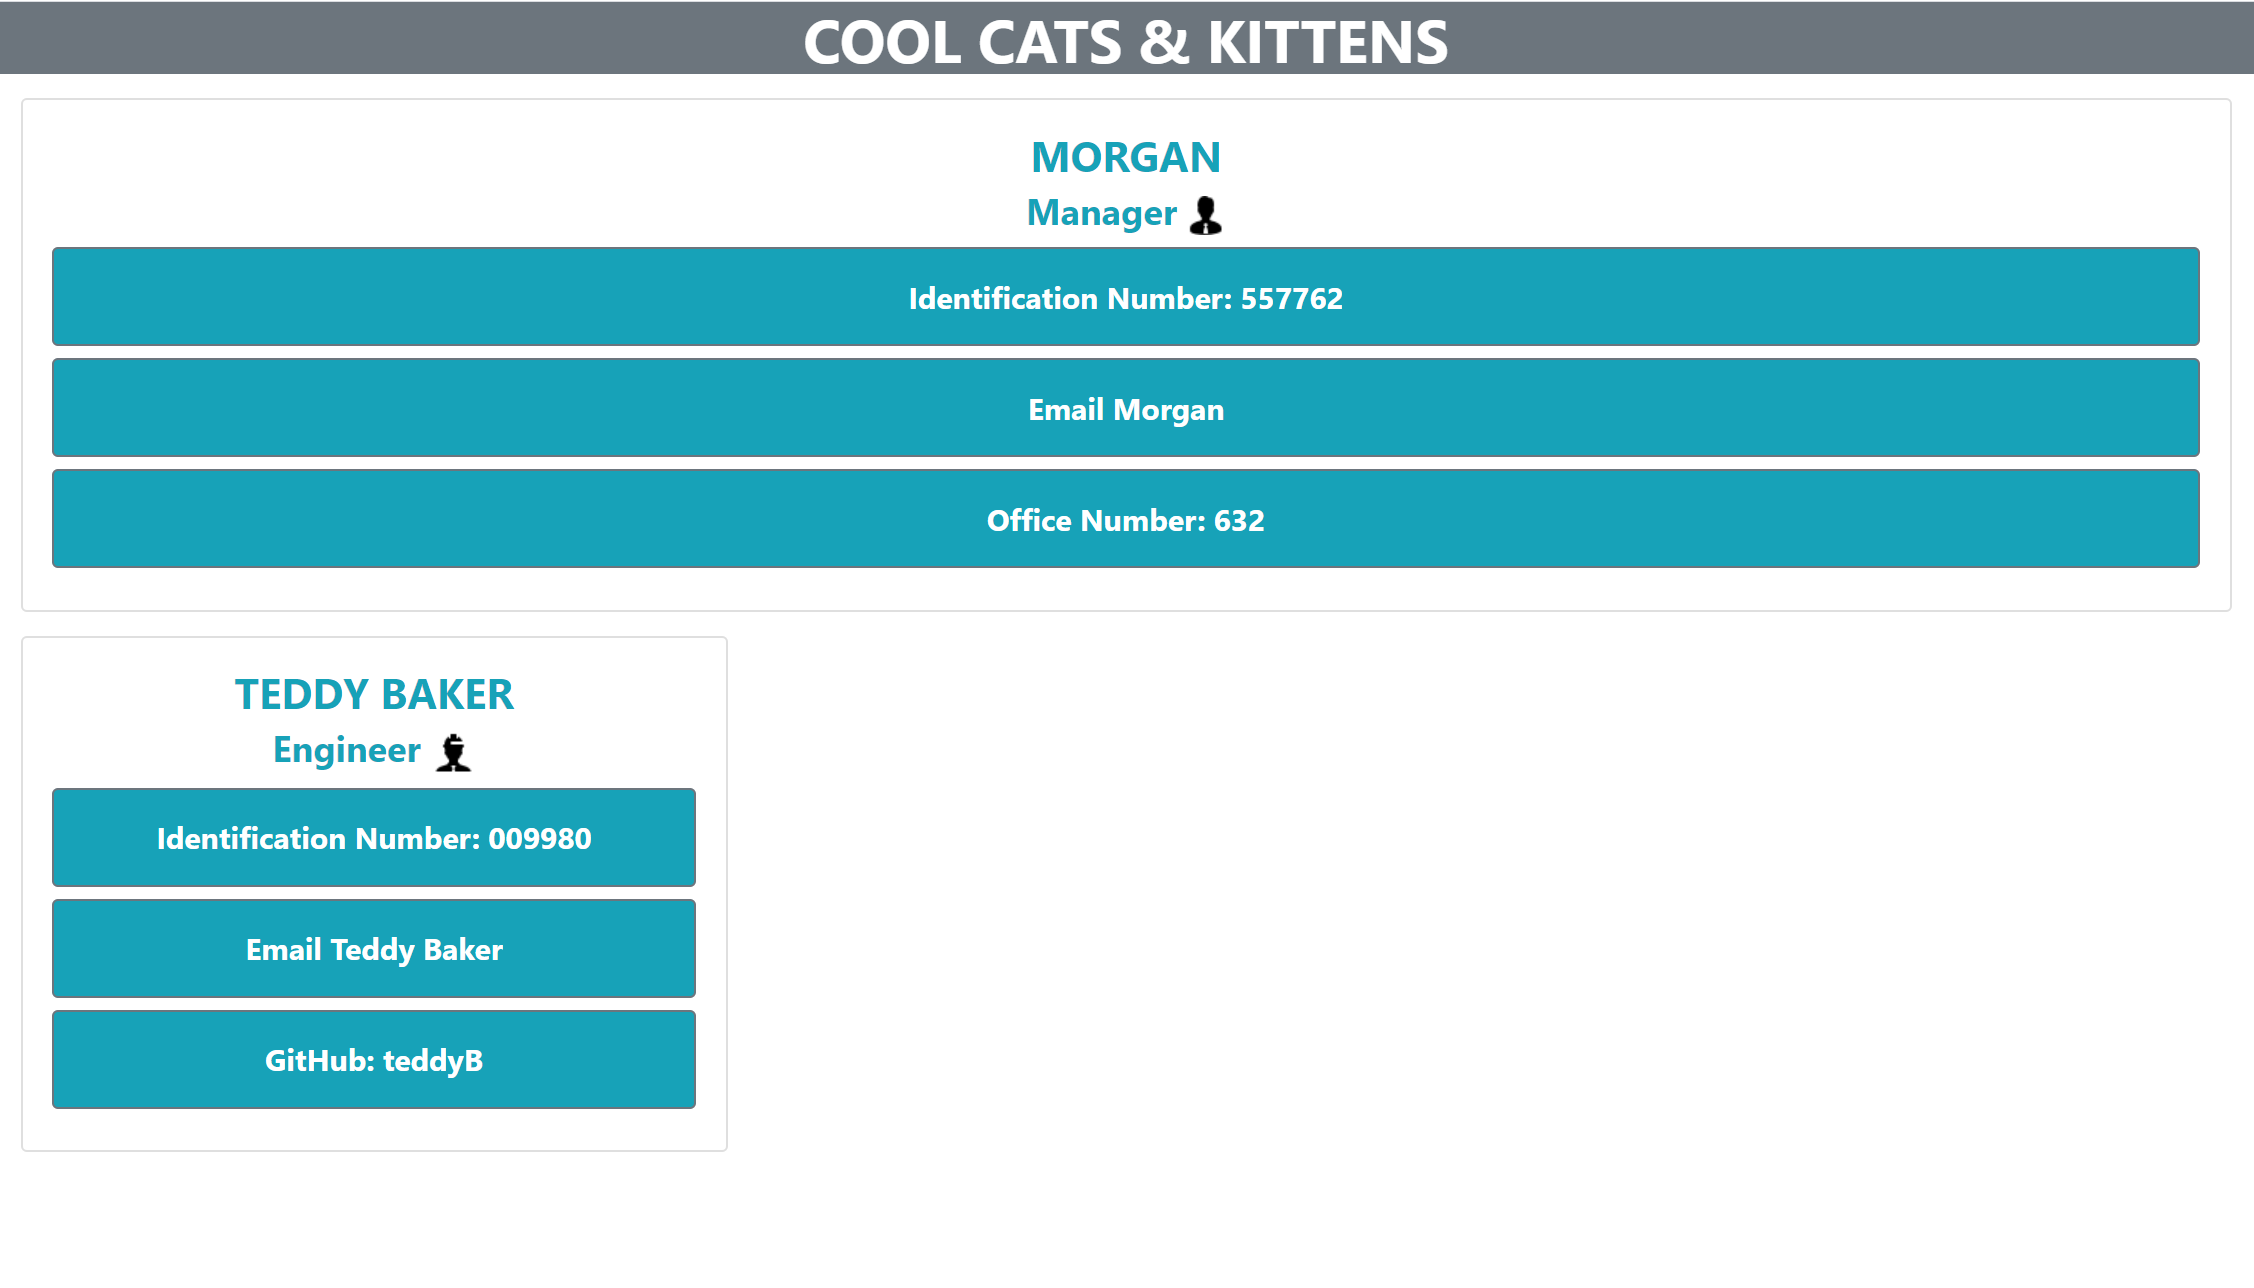 COOL CATS & KITTENS
MORGAN
Manager
Identification Number: 557762
Email Morgan
Office Number: 632
TEDDY BAKER
Engineer
Identification Number: 009980
Email Teddy Baker
GitHub: teddyB